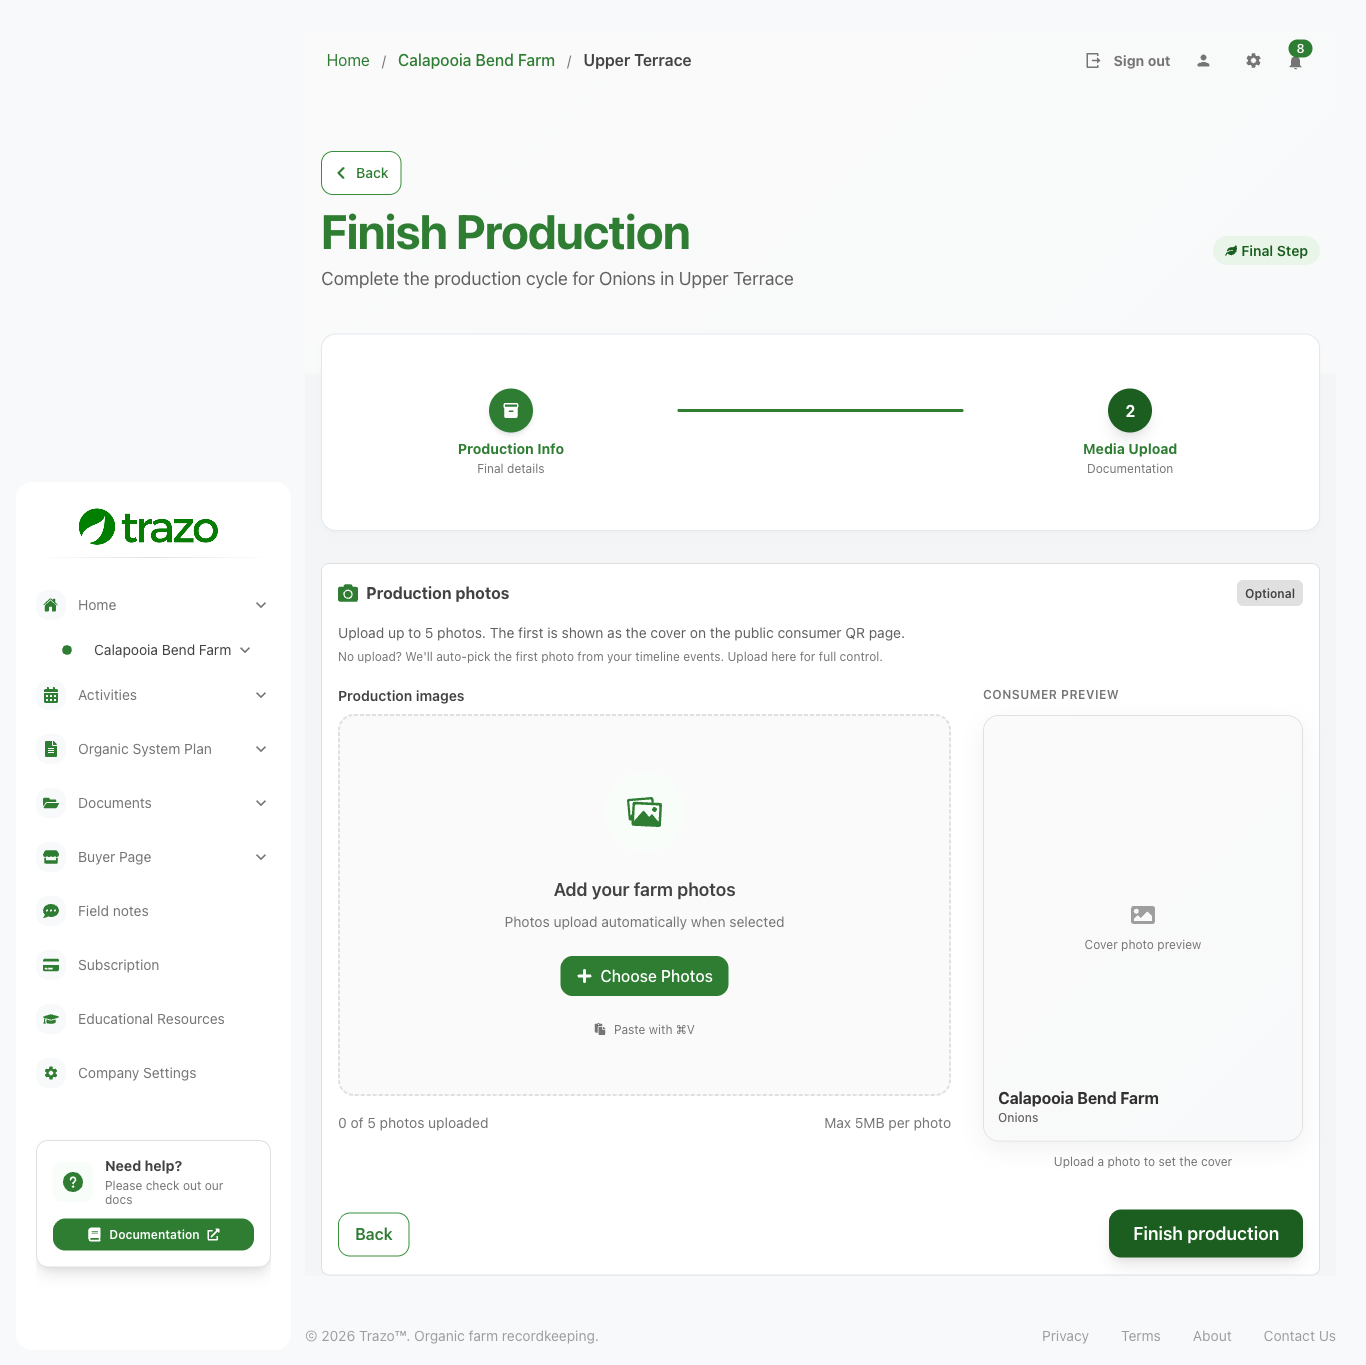 Home / Calapooia Bend Farm / Upper Terrace
Sign out
8
Back
Finish Production
Complete the production cycle for Onions in Upper Terrace
Final Step
Production Info
Final details
2
Media Upload
Documentation
trazo
Home
Calapooia Bend Farm
Activities
Organic System Plan
Documents
Buyer Page
Field notes
Subscription
Educational Resources
Company Settings
Need help?
Please check out our
docs
Documentation
Production photos
Optional
Upload up to 5 photos. The first is shown as the cover on the public consumer QR page.
No upload? We'll auto-pick the first photo from your timeline events. Upload here for full control.
Production images
Add your farm photos
Photos upload automatically when selected
Choose Photos
Paste with ⌘V
0 of 5 photos uploaded
Max 5MB per photo
CONSUMER PREVIEW
Cover photo preview
Calapooia Bend Farm
Onions
Upload a photo to set the cover
Back
Finish production
© 2026 Trazo™. Organic farm recordkeeping.
Privacy
Terms
About
Contact Us